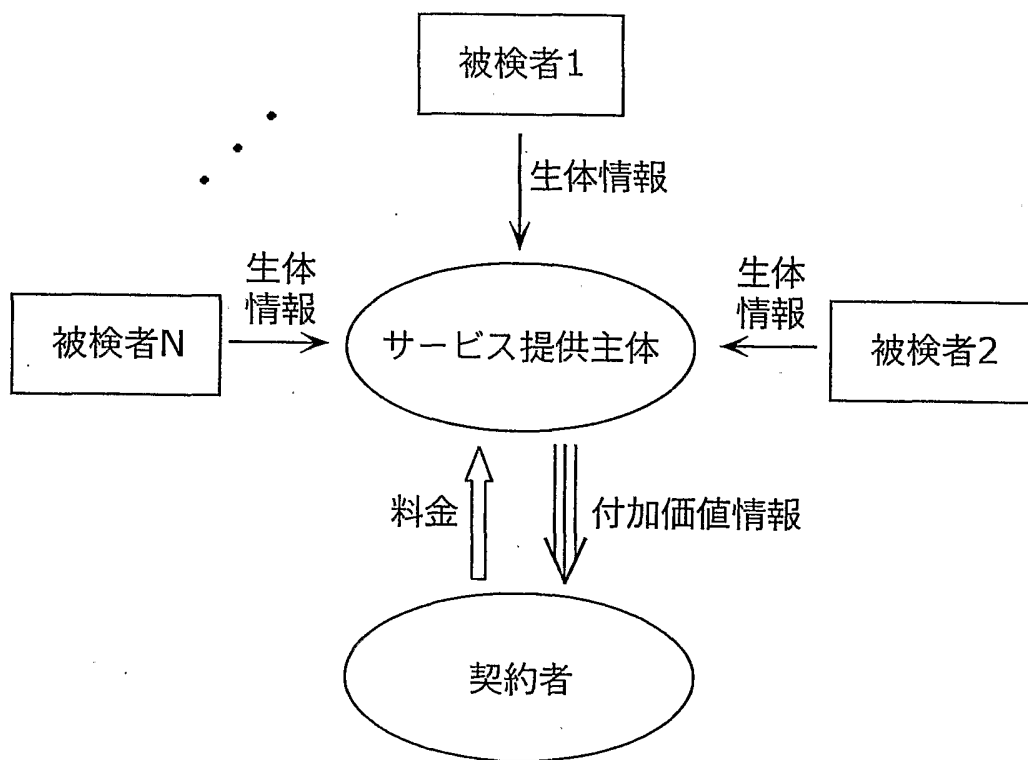 被検者1
生体情報
生体
情報
被検者N
サービス提供主体
生体
情報
被検者2
料金
付加価値情報
契約者